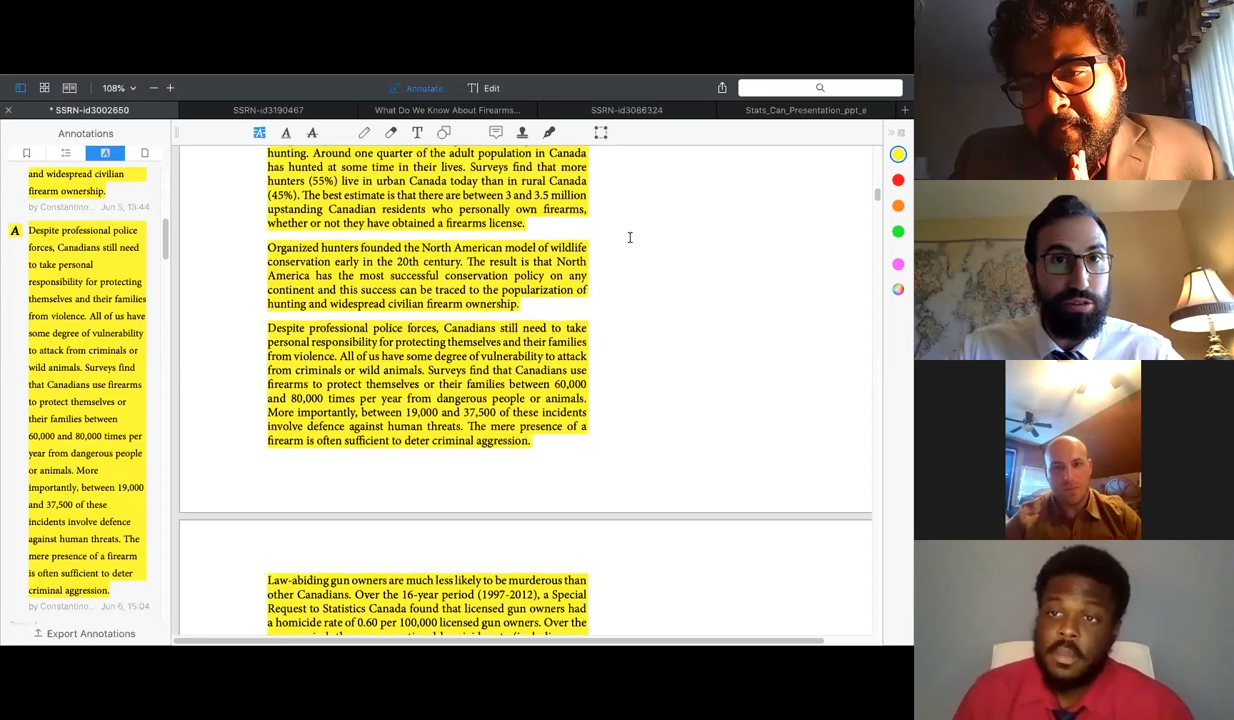 108%
Annotate
Edit
* SSRN-id3002650
SSRN-id3190467
What Do We Know About Firearms...
SSRN-id3086324
Stats_Can_Presentation_ppt_e
Annotations
and widespread civilian
firearm ownership.
by Constantino... Jun 5, 13:44
A
Despite professional police
forces, Canadians still need
to take personal
responsibility for protecting
themselves and their families
from violence. All of us have
some degree of vulnerability
to attack from criminals or
wild animals. Surveys find
that Canadians use firearms
to protect themselves or
their families between
60,000 and 80,000 times per
year from dangerous people
or animals. More
importantly, between 19,000
and 37,500 of these
incidents involve defence
against human threats. The
mere presence of a firearm
is often sufficient to deter
criminal aggression.
by Constantino... Jun 6, 15:04
Export Annotations
hunting. Around one quarter of the adult population in Canada
has hunted at some time in their lives. Surveys find that more
hunters (55%) live in urban Canada today than in rural Canada
(45%). The best estimate is that there are between 3 and 3.5 million
upstanding Canadian residents who personally own firearms,
whether or not they have obtained a firearms license.
Organized hunters founded the North American model of wildlife
conservation early in the 20th century. The result is that North
America has the most successful conservation policy on any
continent and this success can be traced to the popularization of
hunting and widespread civilian firearm ownership.
Despite professional police forces, Canadians still need to take
personal responsibility for protecting themselves and their families
from violence. All of us have some degree of vulnerability to attack
from criminals or wild animals. Surveys find that Canadians use
firearms to protect themselves or their families between 60,000
and 80,000 times per year from dangerous people or animals.
More importantly, between 19,000 and 37,500 of these incidents
involve defence against human threats. The mere presence of a
firearm is often sufficient to deter criminal aggression.
Law-abiding gun owners are much less likely to be murderous than
other Canadians. Over the 16-year period (1997-2012), a Special
Request to Statistics Canada found that licensed gun owners had
a homicide rate of 0.60 per 100,000 licensed gun owners. Over the